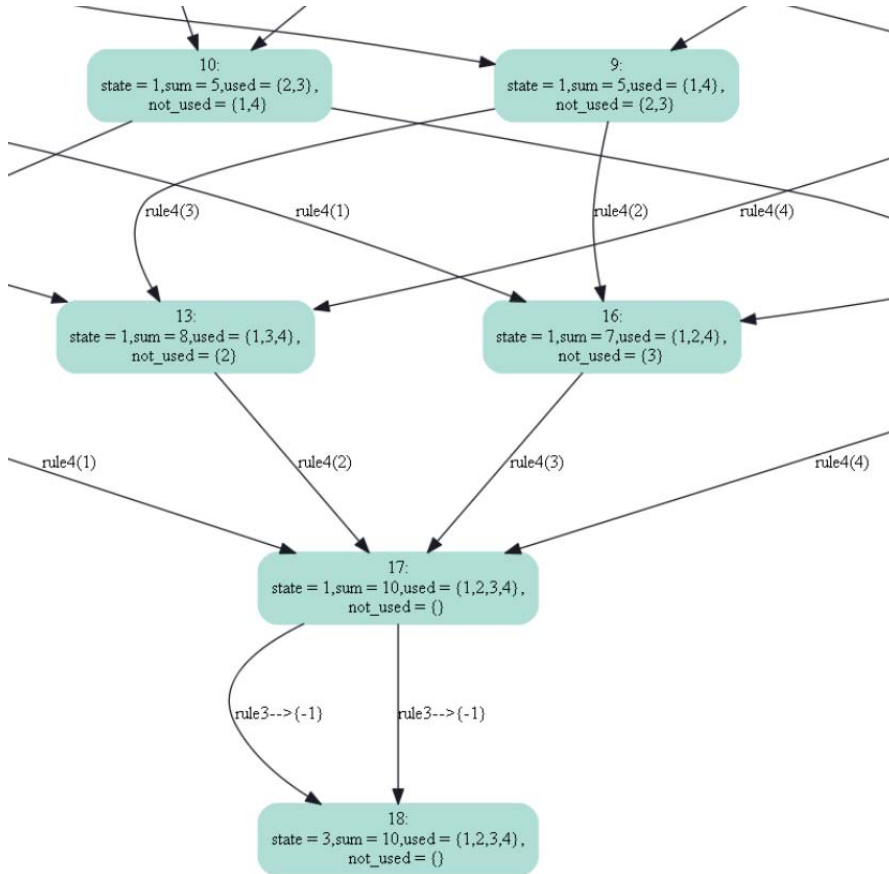 10:
state = 1,sum = 5,used = {2,3},
not_used = {1,4}
9:
state = 1,sum = 5,used = {1,4},
not_used = {2,3}
rule4(3)
rule4(1)
rule4(2)
rule4(4)
13:
state = 1,sum = 8,used = {1,3,4},
not_used = {2}
16:
state = 1,sum = 7,used = {1,2,4},
not_used = {3}
rule4(1)
rule4(2)
rule4(3)
rule4(4)
17:
state = 1,sum = 10,used = {1,2,3,4},
not_used = {}
rule3-->{-1}
rule3-->{-1}
18:
state = 3,sum = 10,used = {1,2,3,4},
not_used = {}